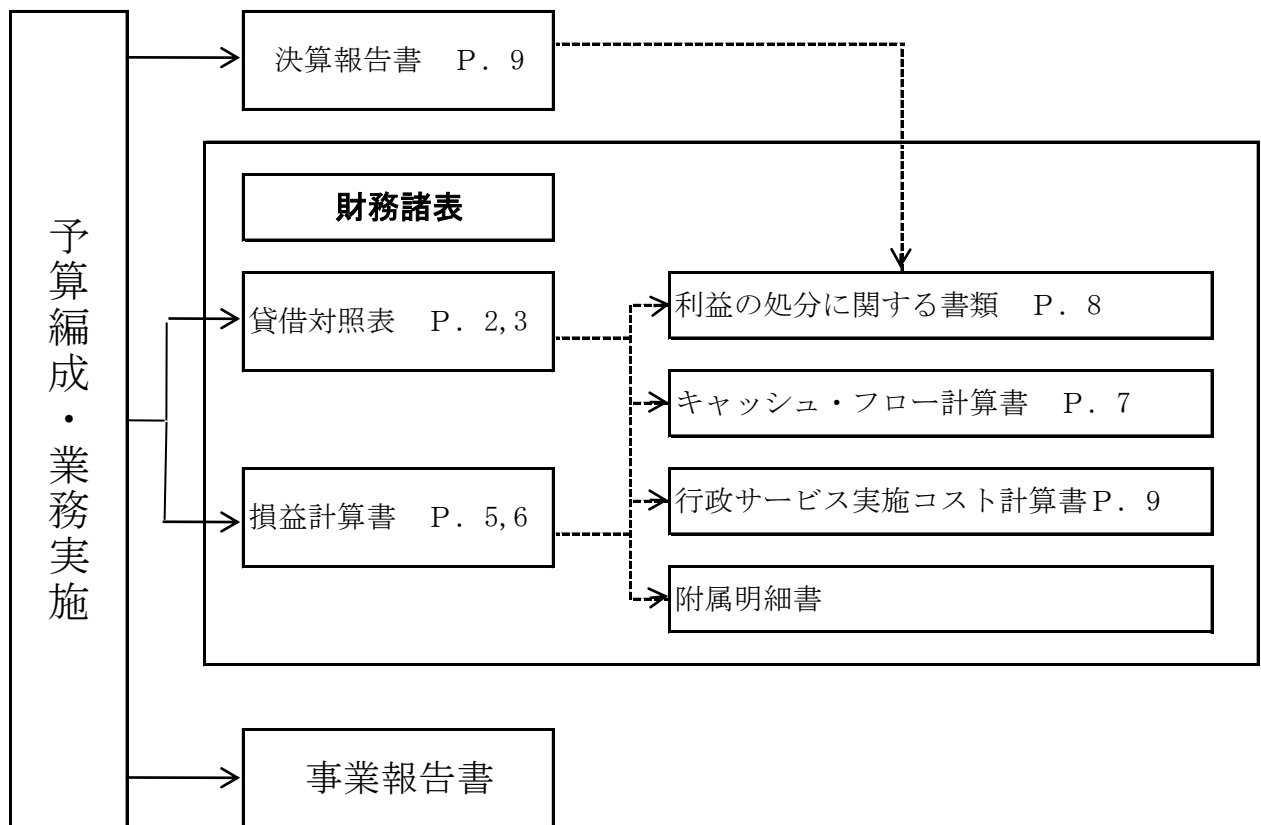 予算編成・業務実施
決算報告書　Ｐ．９
財務諸表
貸借対照表　Ｐ．２,３
損益計算書　Ｐ．５,６
利益の処分に関する書類　Ｐ．８
キャッシュ・フロー計算書　Ｐ．７
行政サービス実施コスト計算書Ｐ．９
附属明細書
事業報告書